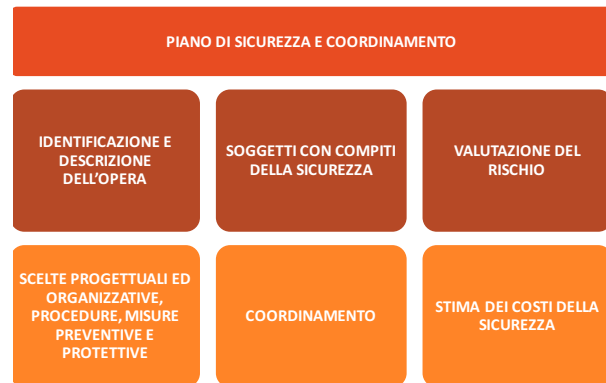 PIANO DI SICUREZZA E COORDINAMENTO
IDENTIFICAZIONE E
DESCRIZIONE
DELL'OPERA
SOGGETTI CON COMPITI
DELLA SICUREZZA
VALUTAZIONE DEL
RISCHIO
SCELTE PROGETTUALI ED
ORGANIZZATIVE,
PROCEDURE, MISURE
PREVENTIVE E
PROTETTIVE
COORDINAMENTO
STIMA DEI COSTI DELLA
SICUREZZA